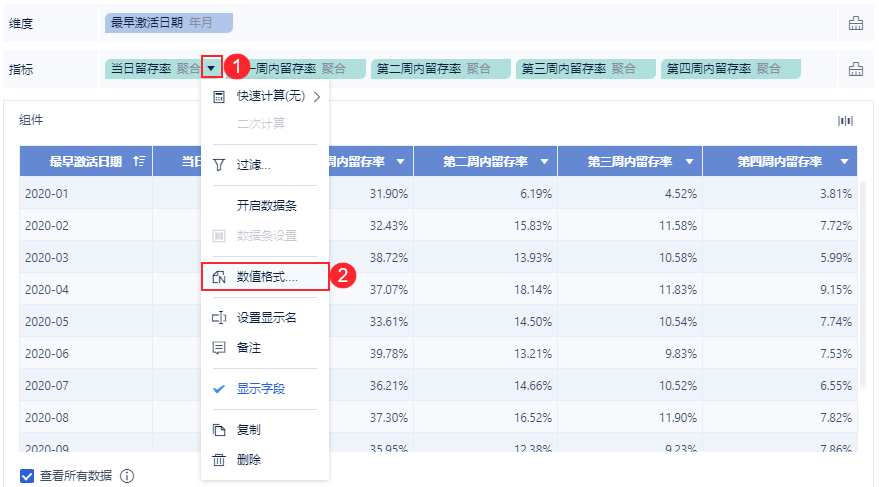 维度
最早激活日期 年月
指标
当日留存率 聚合
1
一周内留存率 聚合
第二周内留存率 聚合
第三周内留存率 聚合
第四周内留存率 聚合
快速计算(无)
二次计算
过滤...
开启数据条
数据条设置
数值格式....
2
设置显示名
备注
显示字段
复制
删除
组件
最早激活日期 当日 周内留存率 第二周内留存率 第三周内留存率 第四周内留存率
2020-01 31.90% 6.19% 4.52% 3.81%
2020-02 32.43% 15.83% 11.58% 7.72%
2020-03 38.72% 13.93% 10.58% 5.99%
2020-04 37.07% 18.14% 11.83% 9.15%
2020-05 33.61% 14.50% 10.54% 7.74%
2020-06 39.78% 13.21% 9.83% 7.53%
2020-07 36.21% 14.66% 10.52% 6.55%
2020-08 37.30% 16.52% 11.90% 7.82%
2020-09 35.95% 12.38% 9.23% 7.86%
查看所有数据